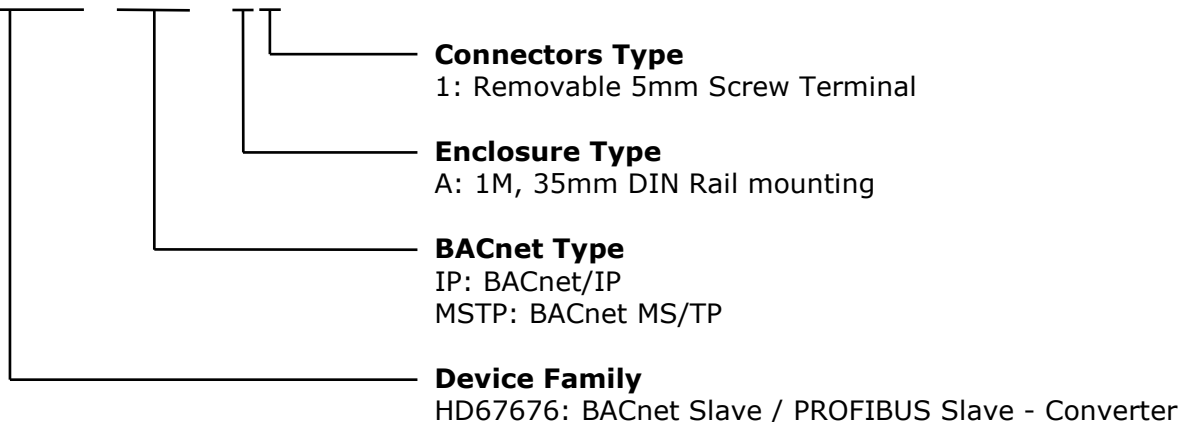 Connectors Type
1: Removable 5mm Screw Terminal
Enclosure Type
A: 1M, 35mm DIN Rail mounting
BACnet Type
IP: BACnet/IP
MSTP: BACnet MS/TP
Device Family
HD67676: BACnet Slave / PROFIBUS Slave - Converter